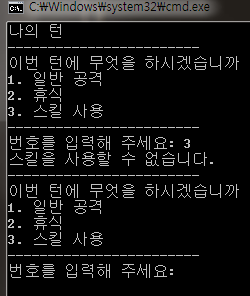 C:₩Windows₩system32₩cmd.exe
나의 턴
------------------------
이번 턴에 무엇을 하시겠습니까
1. 일반 공격
2. 휴식
3. 스킬 사용
------------------------
번호를 입력해 주세요: 3
스킬을 사용할 수 없습니다.
------------------------
이번 턴에 무엇을 하시겠습니까
1. 일반 공격
2. 휴식
3. 스킬 사용
------------------------
번호를 입력해 주세요: